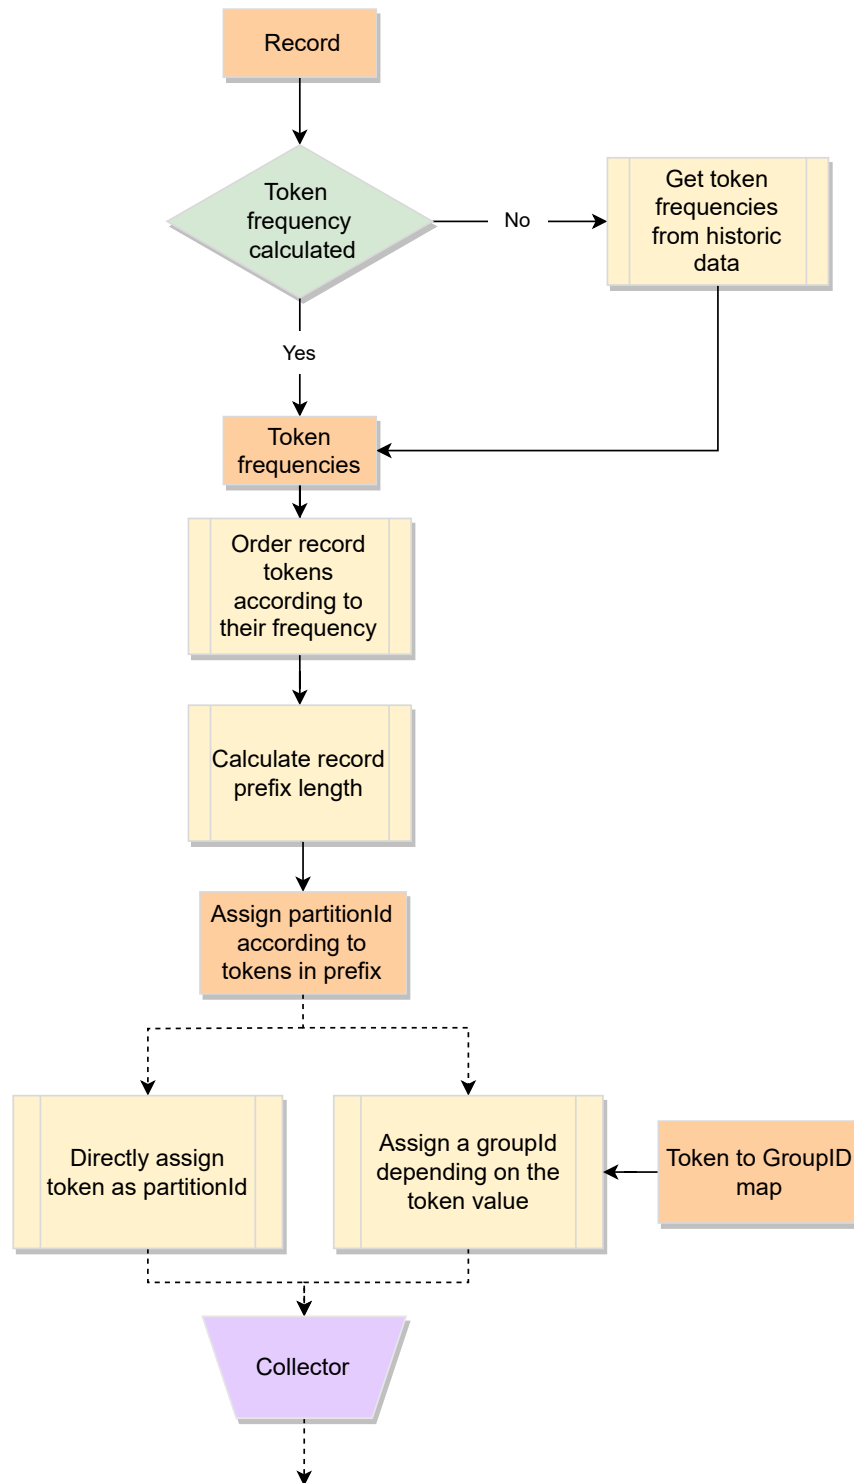 Record
Token
frequency
calculated
No
Get token
frequencies
from historic
data
Yes
Token
frequencies
Order record
tokens
according to
their frequency
Calculate record
prefix length
Assign partitionId
according to
tokens in prefix
Directly assign
token as partitionId
Assign a groupId
depending on the
token value
Token to GroupID
map
Collector